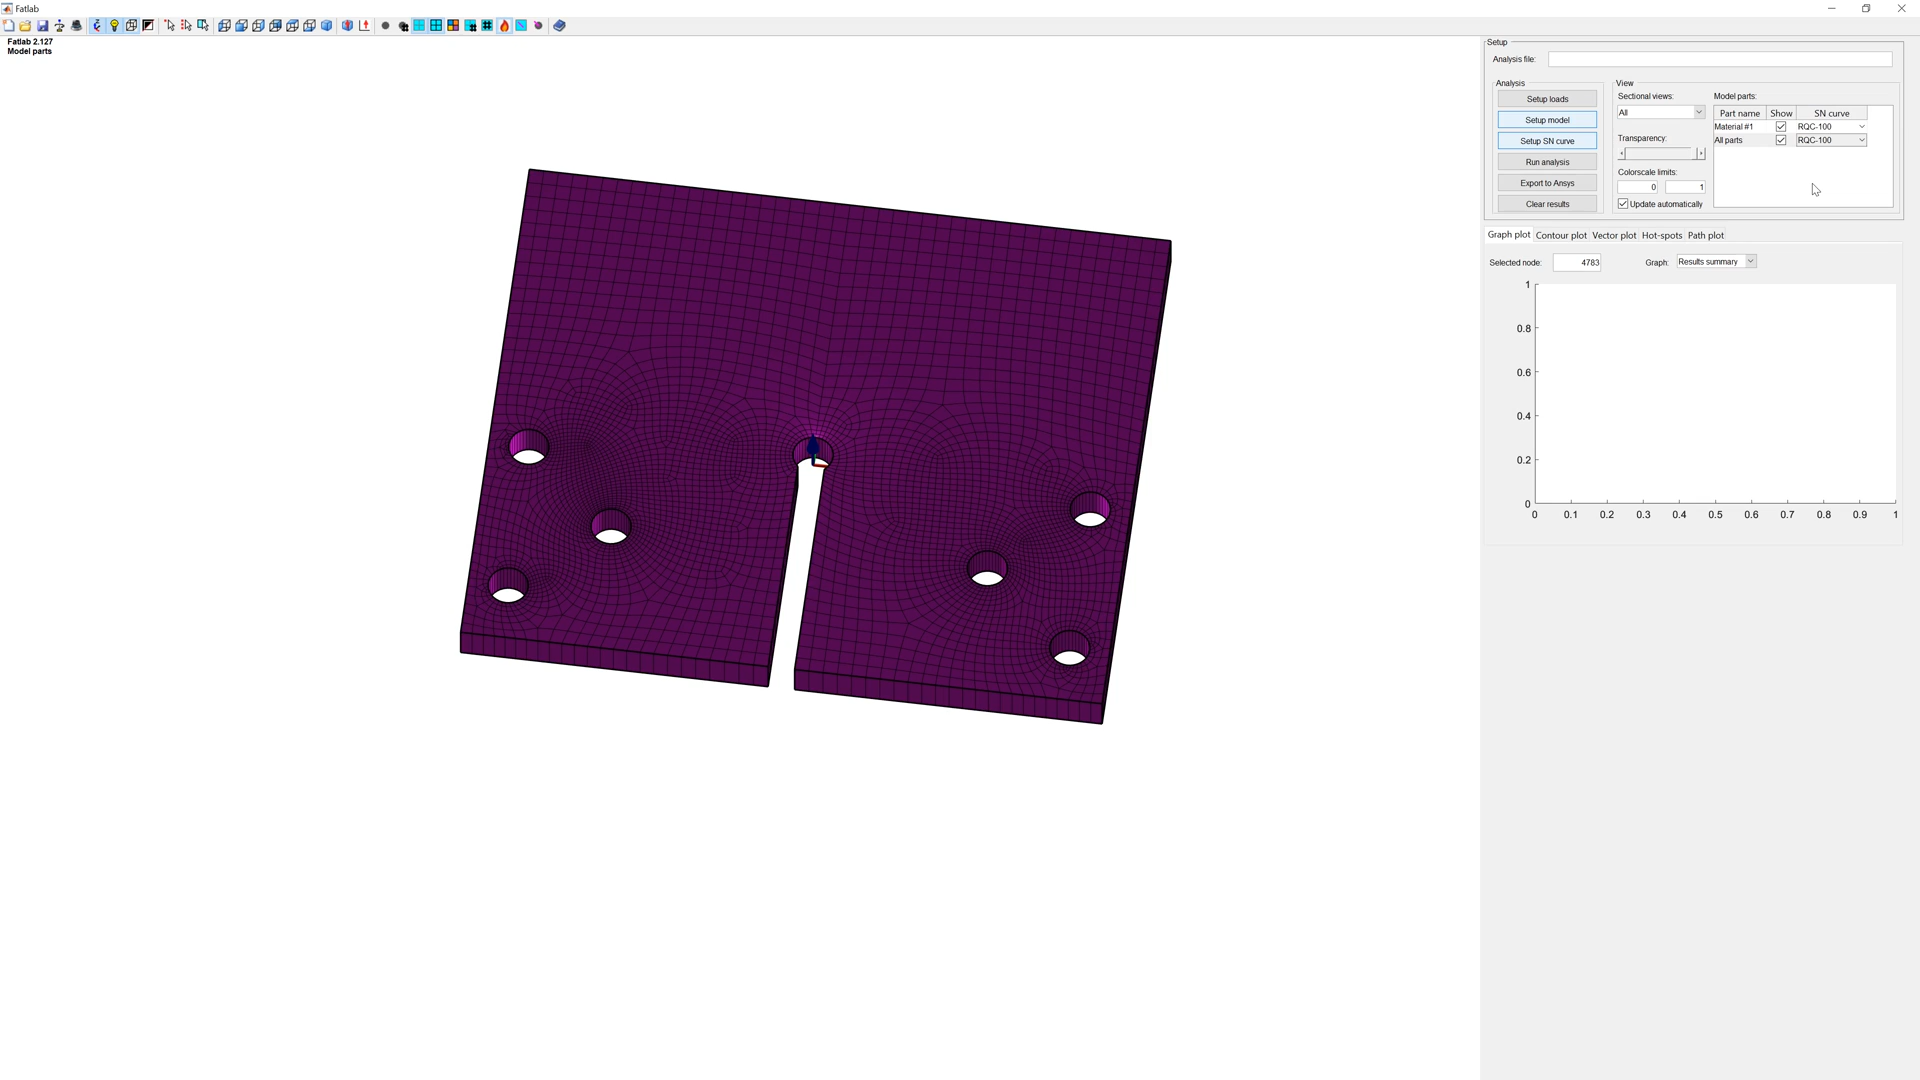 Fatlab
Fatlab 2.127
Model parts
Setup
Analysis file:
Analysis
Setup loads
Setup model
Setup SN curve
Run analysis
Export to Ansys
Clear results
View
Sectional views:
All
Transparency:
Colorscale limits:
0 1
Update automatically
Model parts:
Part name Show SN curve
Material #1 RQC-100
All parts RQC-100
Graph plot Contour plot Vector plot Hot-spots Path plot
Selected node: 4783 Graph: Results summary
1
0.8
0.6
0.4
0.2
0
0 0.1 0.2 0.3 0.4 0.5 0.6 0.7 0.8 0.9 1